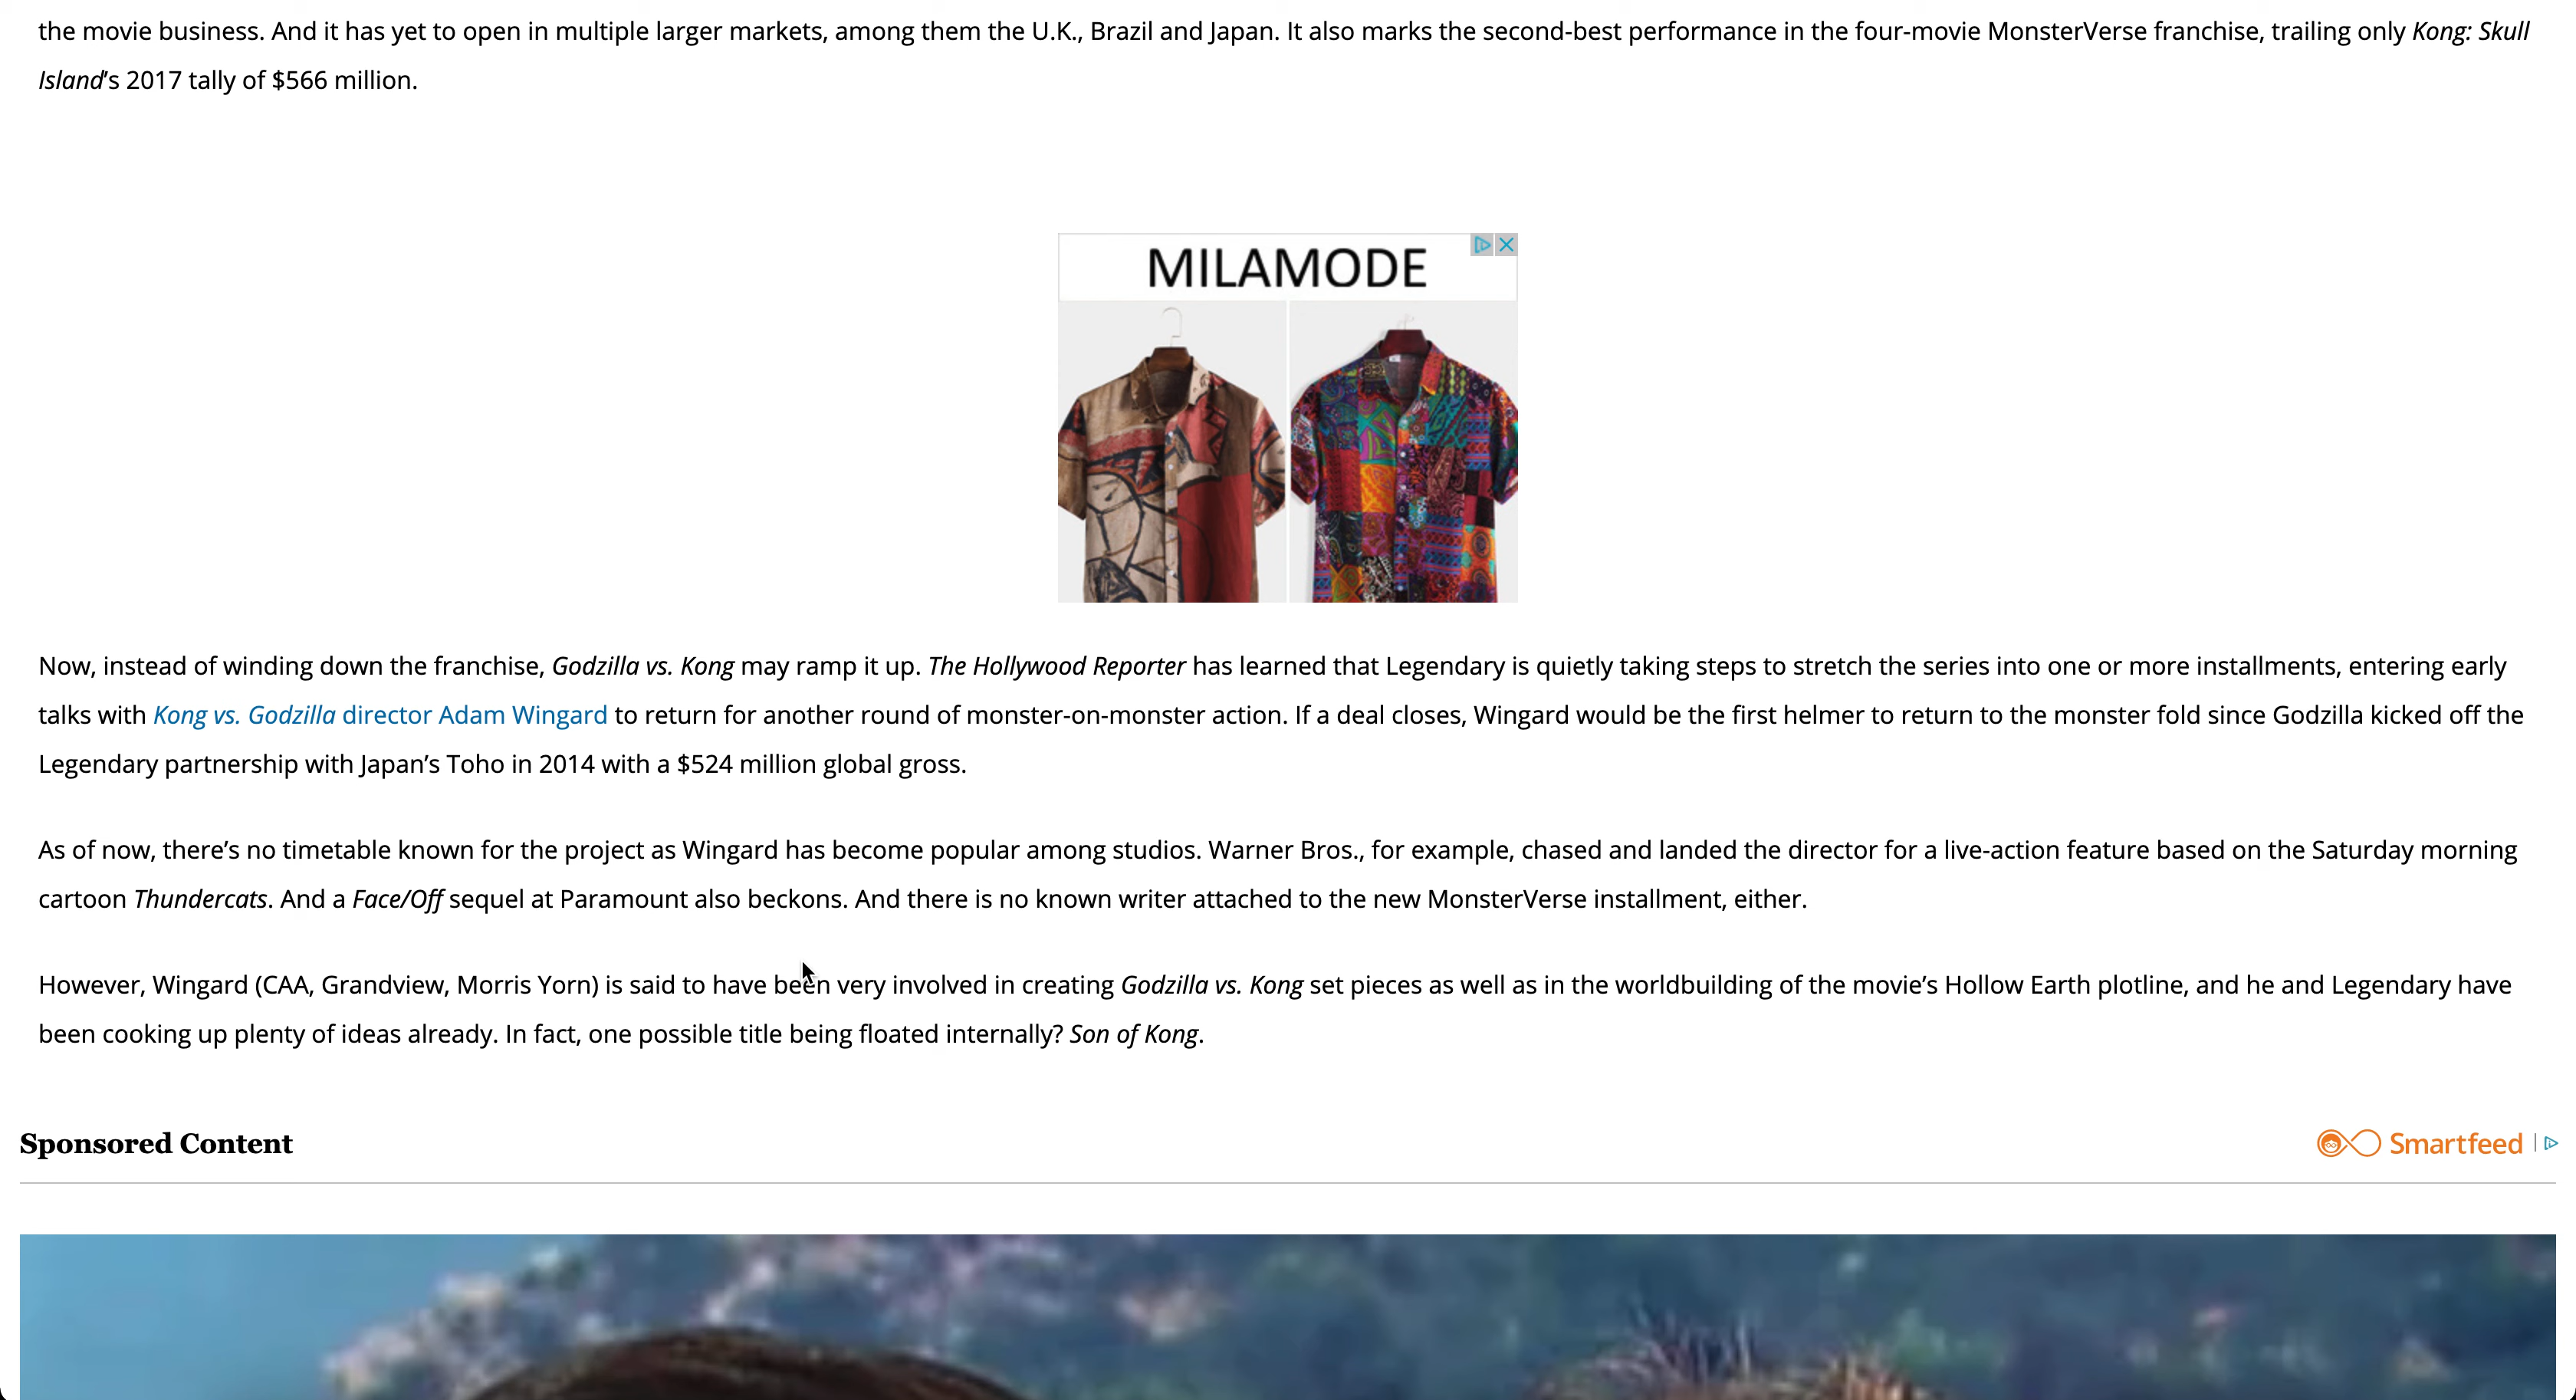 the movie business. And it has yet to open in multiple larger markets, among them the U.K., Brazil and Japan. It also marks the second-best performance in the four-movie MonsterVerse franchise, trailing only Kong: Skull
Island's 2017 tally of $566 million.
MILAMODE
Now, instead of winding down the franchise, Godzilla vs. Kong may ramp it up. The Hollywood Reporter has learned that Legendary is quietly taking steps to stretch the series into one or more installments, entering early
talks with Kong vs. Godzilla director Adam Wingard to return for another round of monster-on-monster action. If a deal closes, Wingard would be the first helmer to return to the monster fold since Godzilla kicked off the
Legendary partnership with Japan’s Toho in 2014 with a $524 million global gross.
As of now, there’s no timetable known for the project as Wingard has become popular among studios. Warner Bros., for example, chased and landed the director for a live-action feature based on the Saturday morning
cartoon Thundercats. And a Face/Off sequel at Paramount also beckons. And there is no known writer attached to the new MonsterVerse installment, either.
However, Wingard (CAA, Grandview, Morris Yorn) is said to have been very involved in creating Godzilla vs. Kong set pieces as well as in the worldbuilding of the movie’s Hollow Earth plotline, and he and Legendary have
been cooking up plenty of ideas already. In fact, one possible title being floated internally? Son of Kong.
Sponsored Content
Smartfeed |